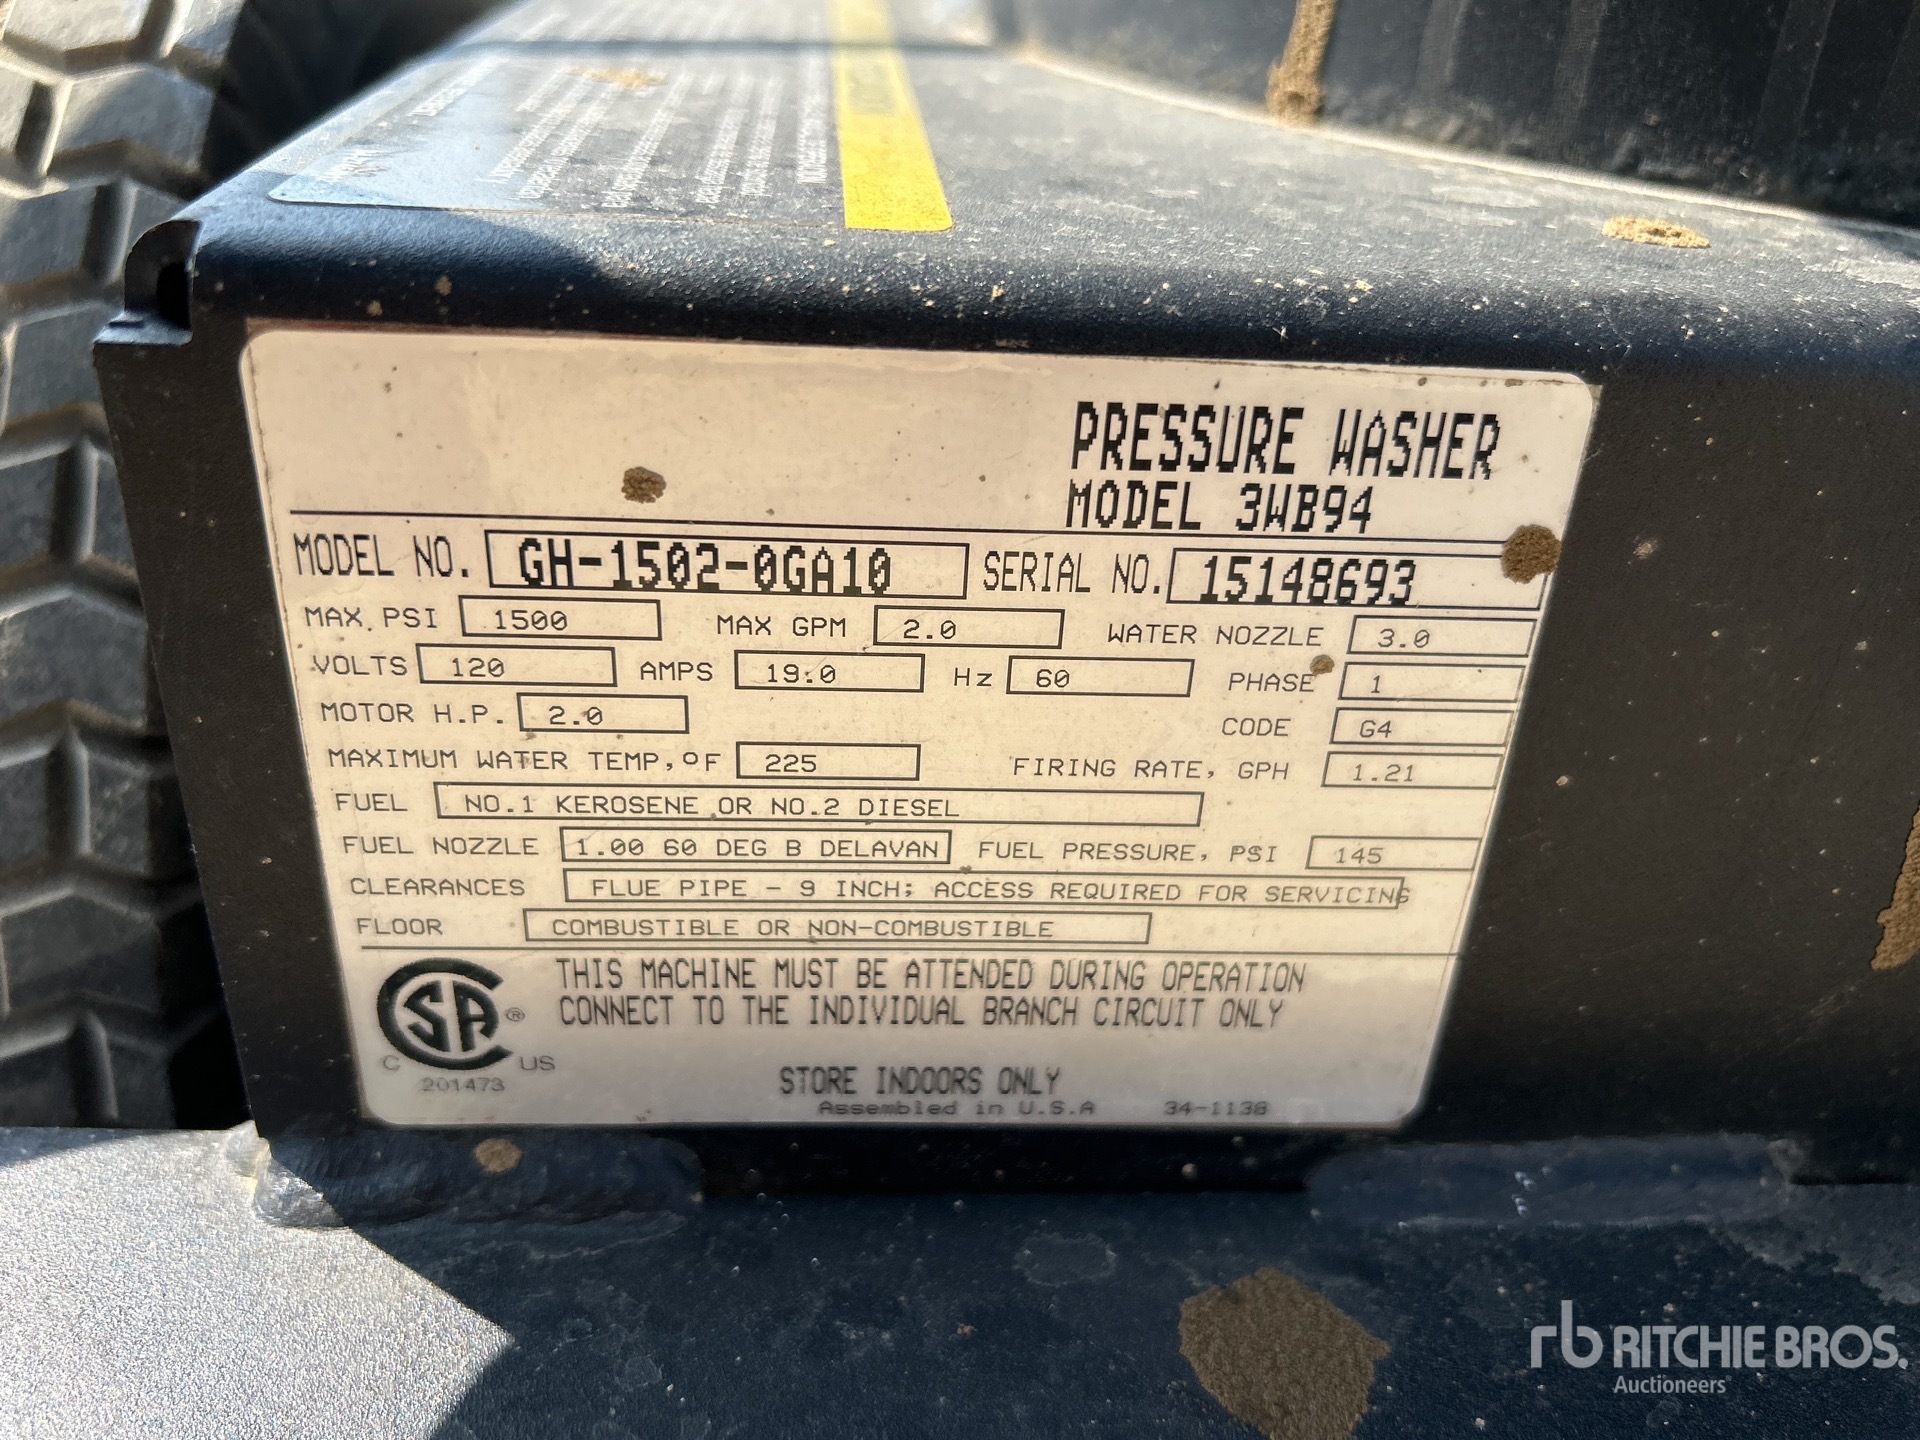 PRESSURE WASHER
MODEL 3WB94
MODEL NO. GH-1502-0GA10 SERIAL NO. 15148693
MAX. PSI 1500 MAX GPM 2.0 WATER NOZZLE 3.0
VOLTS 120 AMPS 19.0 Hz 60 PHASE 1
MOTOR H.P. 2.0 CODE G4
MAXIMUM WATER TEMP,°F 225 FIRING RATE, GPH 1.21
FUEL NO.1 KEROSENE OR NO.2 DIESEL
FUEL NOZZLE 1.00 60 DEG B DELAVAN FUEL PRESSURE, PSI 145
CLEARANCES FLUE PIPE - 9 INCH; ACCESS REQUIRED FOR SERVICING
FLOOR COMBUSTIBLE OR NON-COMBUSTIBLE
THIS MACHINE MUST BE ATTENDED DURING OPERATION
CONNECT TO THE INDIVIDUAL BRANCH CIRCUIT ONLY
CSA ®
C US
201473
STORE INDOORS ONLY
Assembled in U.S.A 34-1138
rb RITCHIE BROS.
Auctioneers